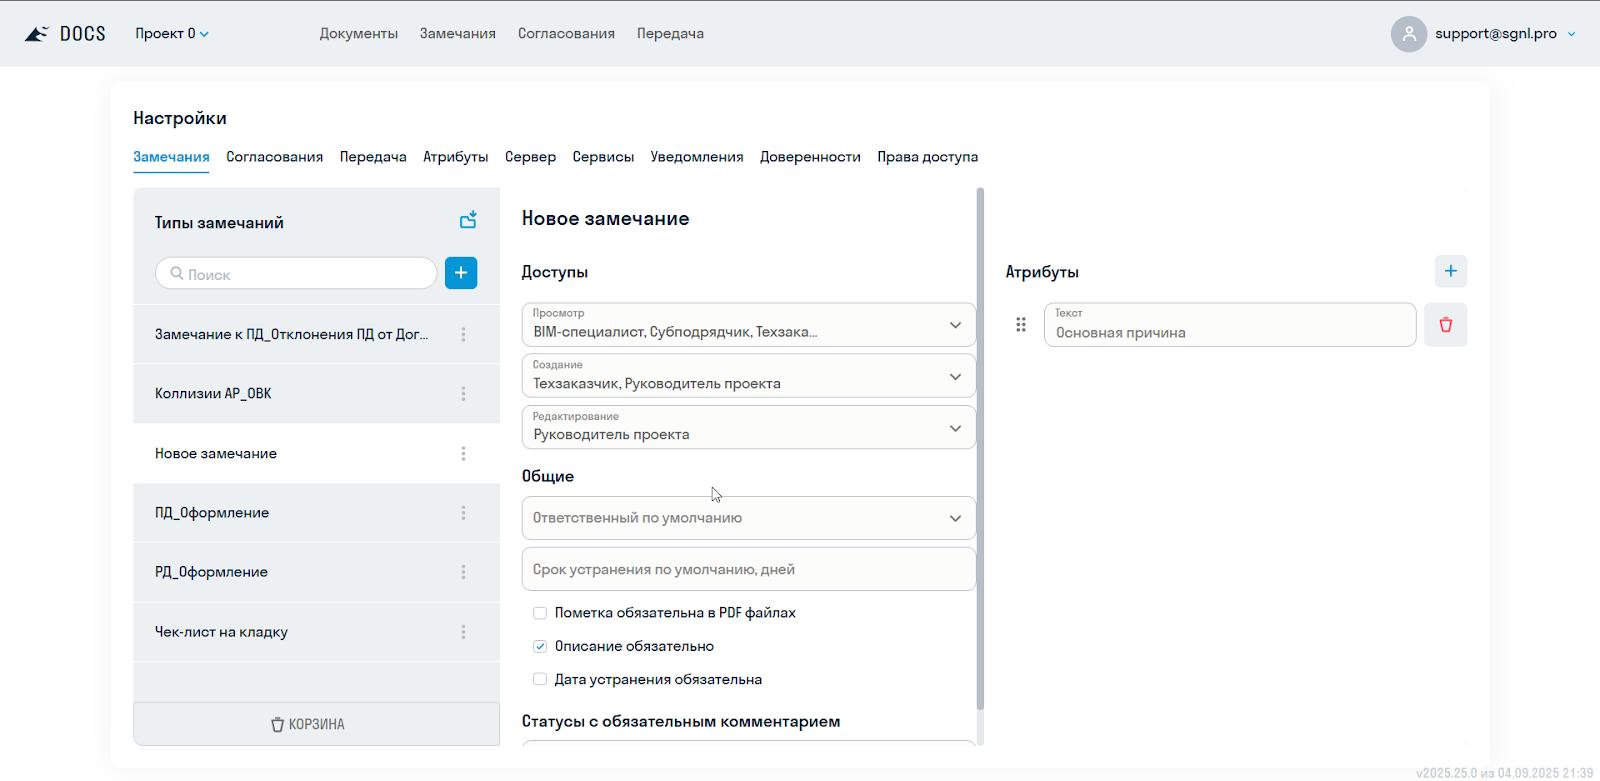 DOCS
Проект 0
Документы
Замечания
Согласования
Передача
support@sgnl.pro
Настройки
Замечания
Согласования
Передача
Атрибуты
Сервер
Сервисы
Уведомления
Доверенности
Права доступа
Типы замечаний
Поиск
Замечание к ПД_Отклонения ПД от Дог...
Коллизии АР_ОВК
Новое замечание
ПД_Оформление
РД_Оформление
Чек-лист на кладку
КОРЗИНА
Новое замечание
Доступы
Просмотр
BIM-специалист, Субподрядчик, Техзака...
Создание
Техзаказчик, Руководитель проекта
Редактирование
Руководитель проекта
Общие
Ответственный по умолчанию
Срок устранения по умолчанию, дней
Пометка обязательна в PDF файлах
Описание обязательно
Дата устранения обязательна
Статусы с обязательным комментарием
Атрибуты
Текст
Основная причина
v2025.25.0 из 04.09.2025 21:39